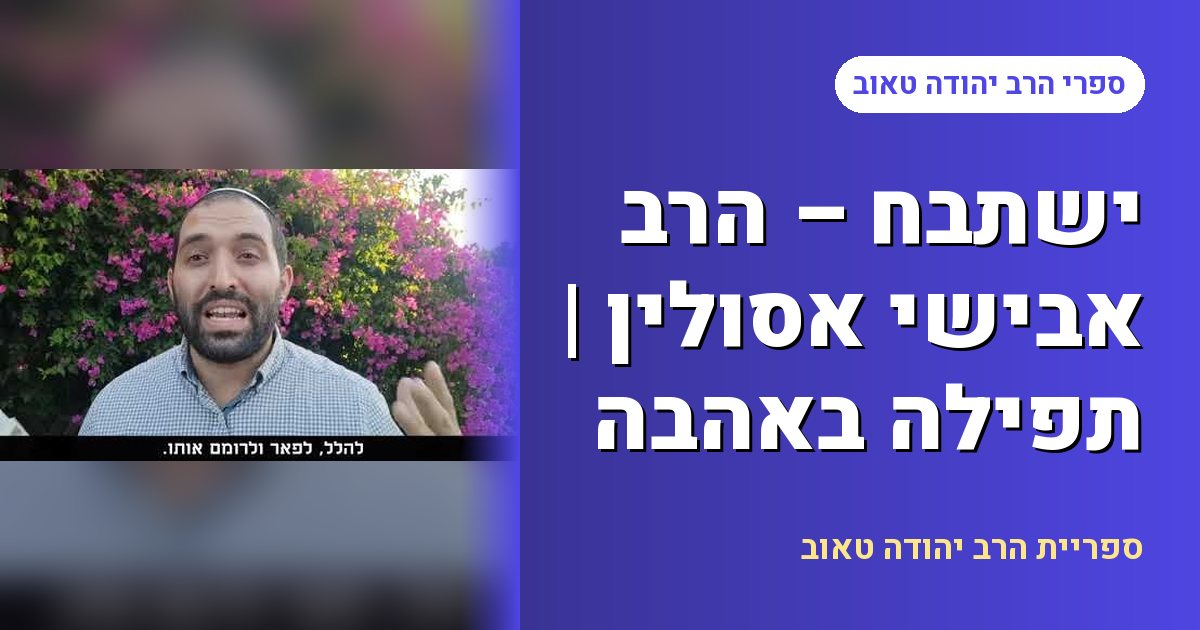 ספרי הרב יהודה טאוב
ישתבח – הרב
אבישי אסולין |
תפילה באהבה
להלל, לפאר ולרומם אותו.
ספריית הרב יהודה טאוב